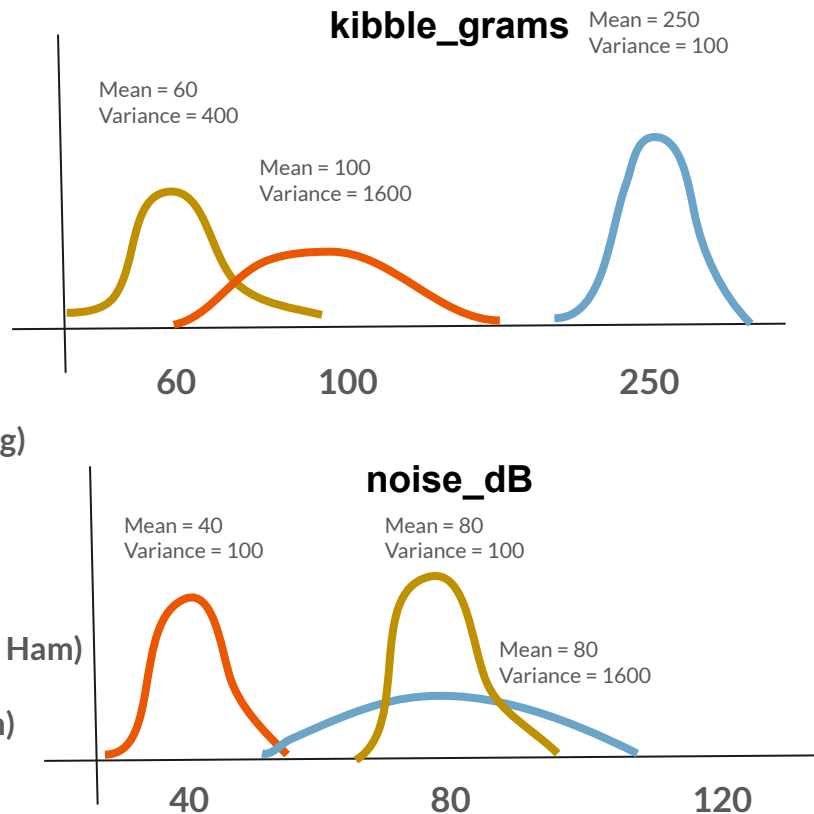 kibble_grams
Mean = 250
Variance = 100
Mean = 60
Variance = 400
Mean = 100
Variance = 1600
60
100
250
g)
noise_dB
Mean = 40
Variance = 100
Mean = 80
Variance = 100
Ham)
Mean = 80
Variance = 1600
)
40
80
120